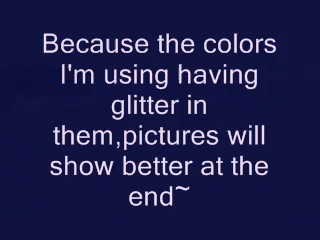 Because the colors
I'm using having
glitter in
them,pictures will
show better at the
end~